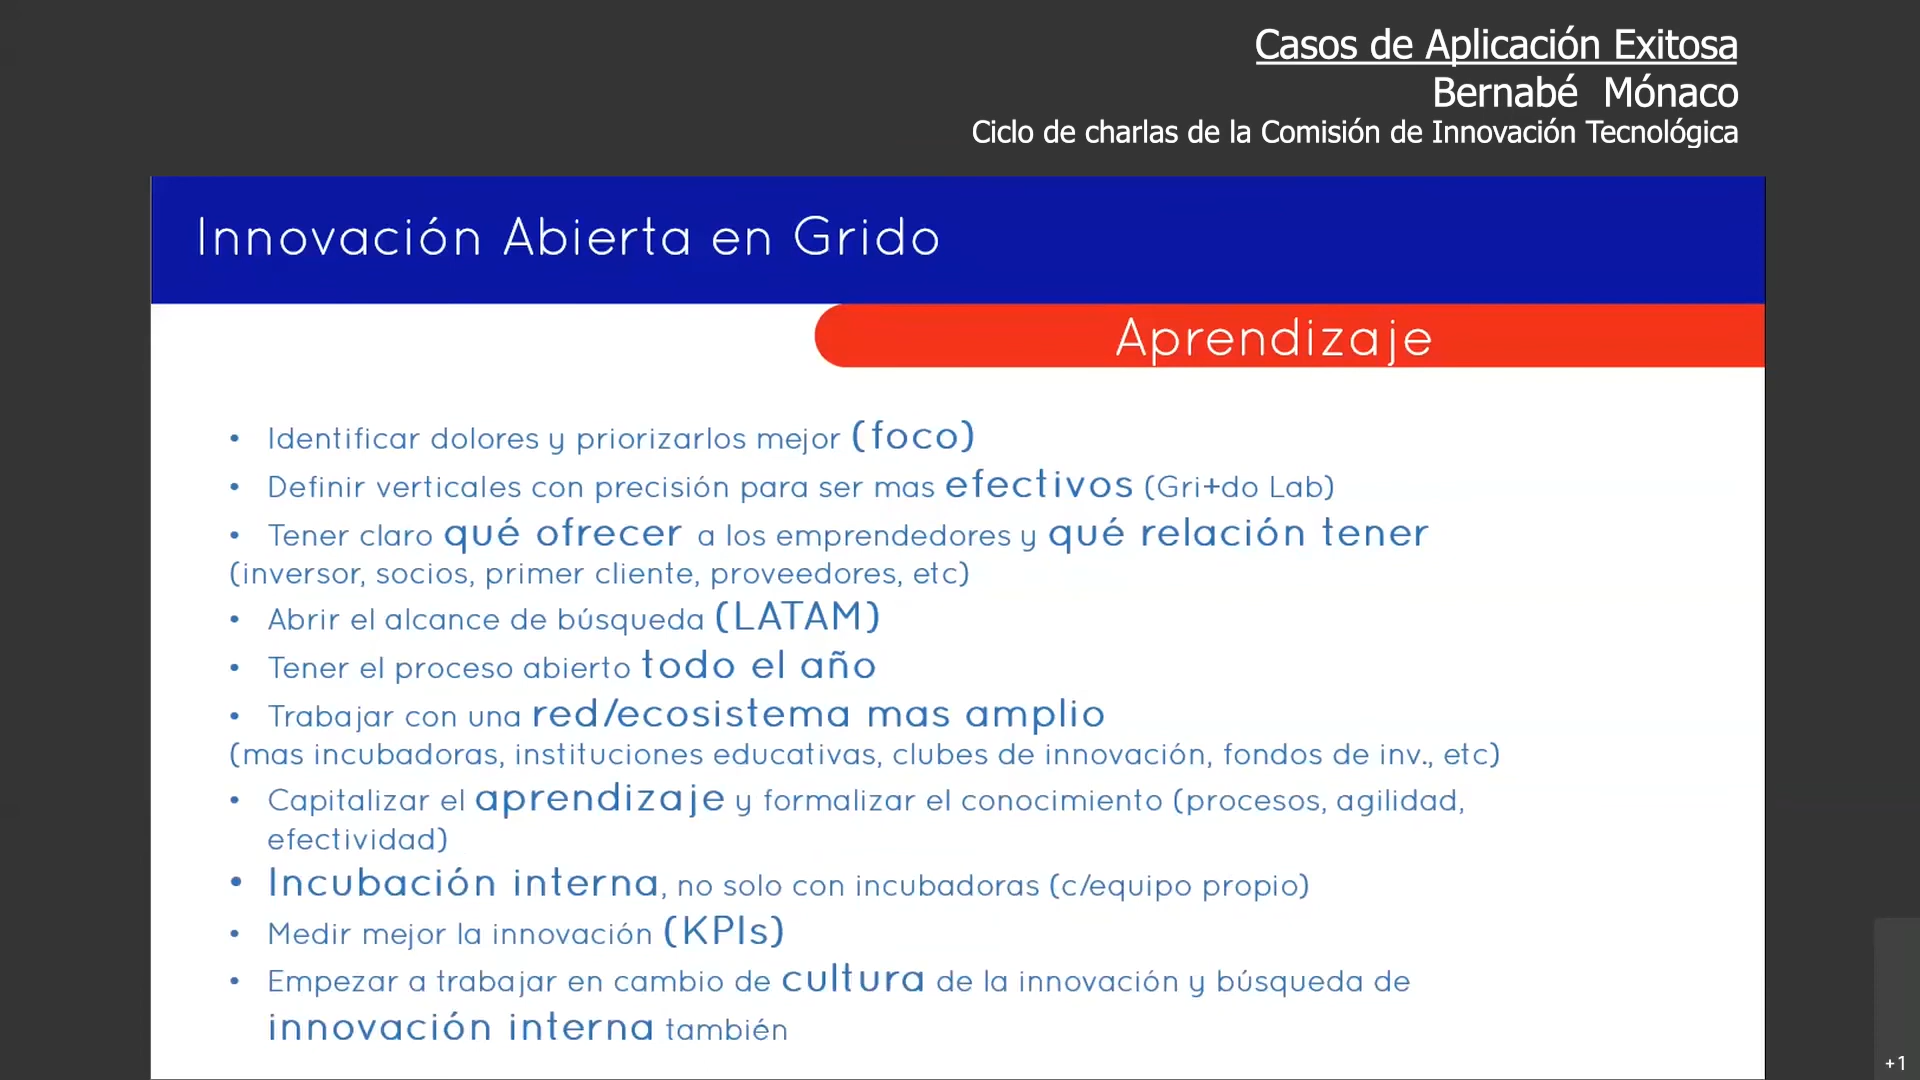 Casos de Aplicación Exitosa
Bernabé Mónaco
Ciclo de charlas de la Comisión de Innovación Tecnológica
Innovación Abierta en Grido
Aprendizaje
• Identificar dolores y priorizarlos mejor (foco)
• Definir verticales con precisión para ser mas efectivos (Gri+do Lab)
• Tener claro qué ofrecer a los emprendedores y qué relación tener
(inversor, socios, primer cliente, proveedores, etc)
• Abrir el alcance de búsqueda (LATAM)
• Tener el proceso abierto todo el año
• Trabajar con una red/ecosistema mas amplio
(mas incubadoras, instituciones educativas, clubes de innovación, fondos de inv., etc)
• Capitalizar el aprendizaje y formalizar el conocimiento (procesos, agilidad,
efectividad)
• Incubación interna, no solo con incubadoras (c/equipo propio)
• Medir mejor la innovación (KPIs)
• Empezar a trabajar en cambio de cultura de la innovación y búsqueda de
innovación interna también
+1